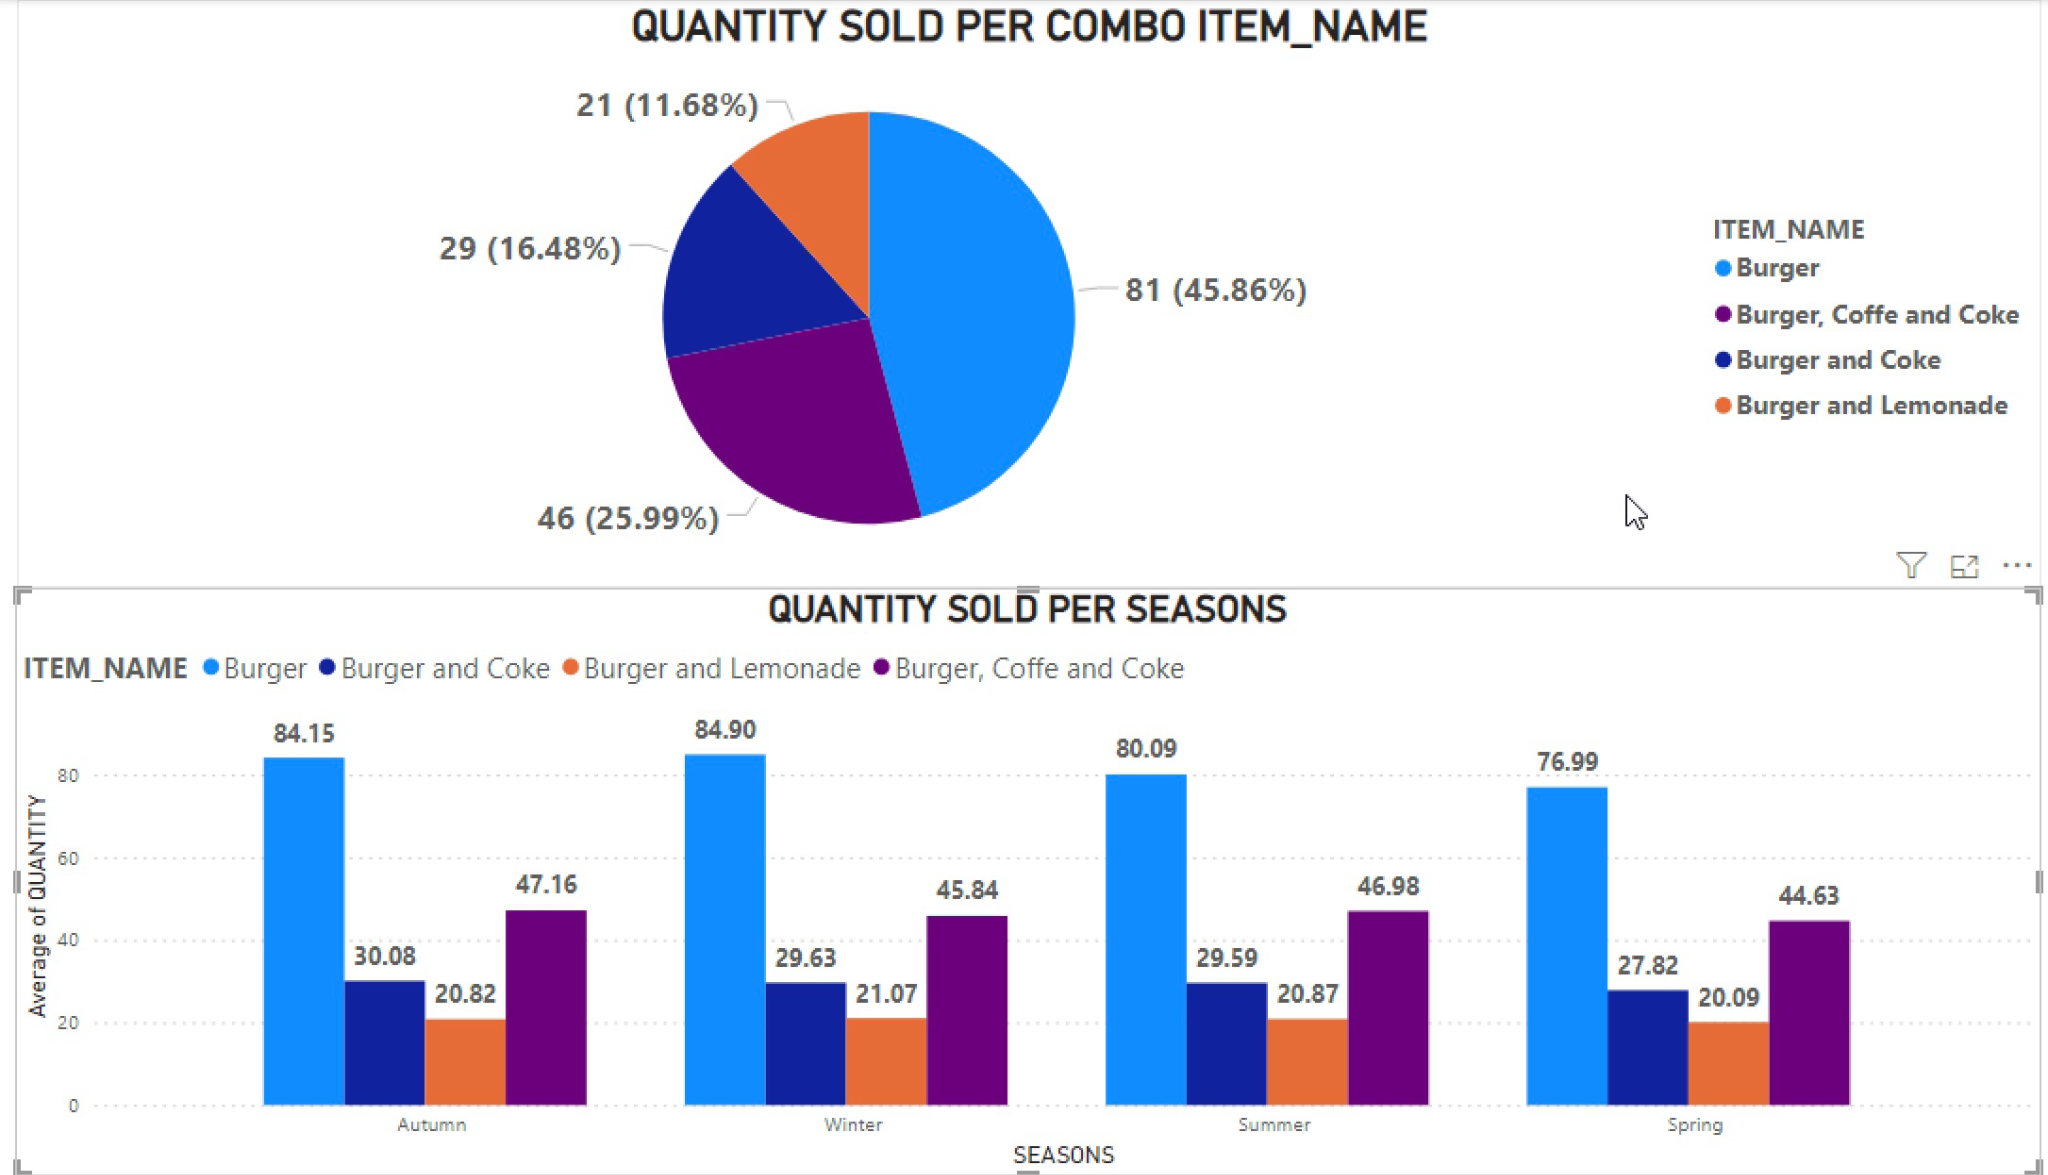 QUANTITY SOLD PER COMBO ITEM_NAME
21 (11.68%)
29 (16.48%)
81 (45.86%)
46 (25.99%)
ITEM_NAME
Burger
Burger, Coffe and Coke
Burger and Coke
Burger and Lemonade
QUANTITY SOLD PER SEASONS
ITEM_NAME Burger Burger and Coke Burger and Lemonade Burger, Coffe and Coke
Average of QUANTITY
80
60
40
20
0
84.15
30.08
20.82
47.16
84.90
29.63
21.07
45.84
80.09
29.59
20.87
46.98
76.99
27.82
20.09
44.63
Autumn Winter Summer Spring
SEASONS